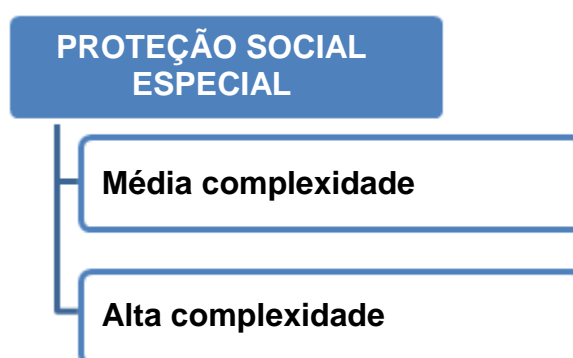 PROTEÇÃO SOCIAL
ESPECIAL
Média complexidade
Alta complexidade